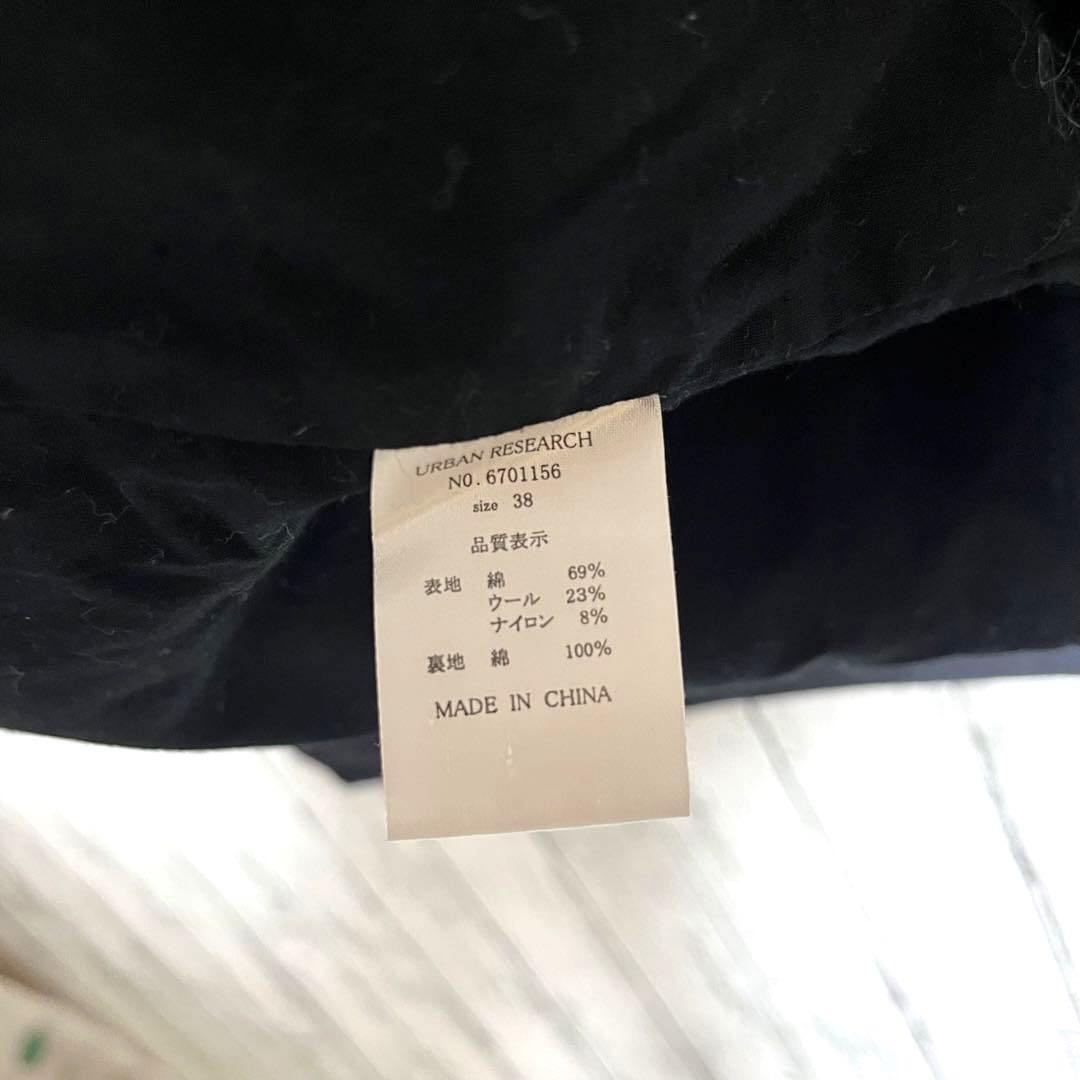 URBAN RESEARCH
NO. 6701156
size 38
品質表示
表地 綿 69%
ウール 23%
ナイロン 8%
裏地 綿 100%
MADE IN CHINA